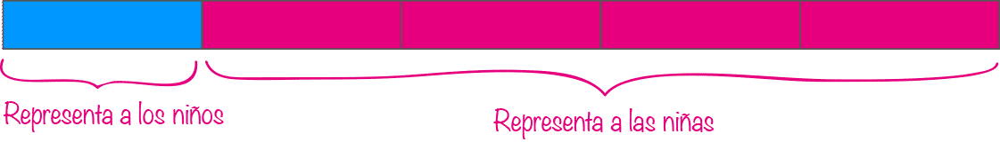 Representa a los niños
Representa a las niñas